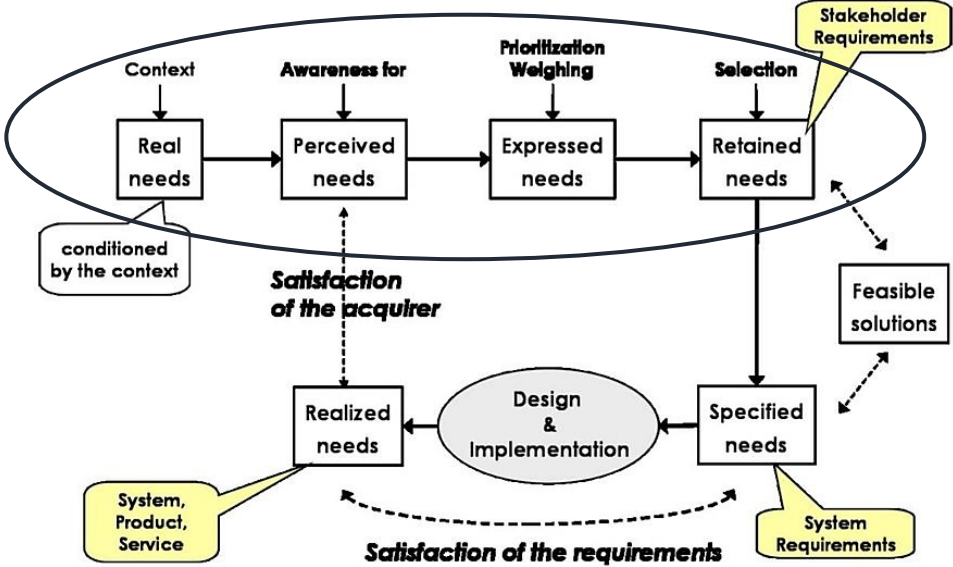 Stakeholder
Requirements
Context
Awareness for
Prioritization
Weighing
Selection
Real
needs
Perceived
needs
Expressed
needs
Retained
needs
conditioned
by the context
Satisfaction
of the acquirer
Feasible
solutions
Realized
needs
Design
&
Implementation
Specified
needs
System,
Product,
Service
System
Requirements
Satisfaction of the requirements